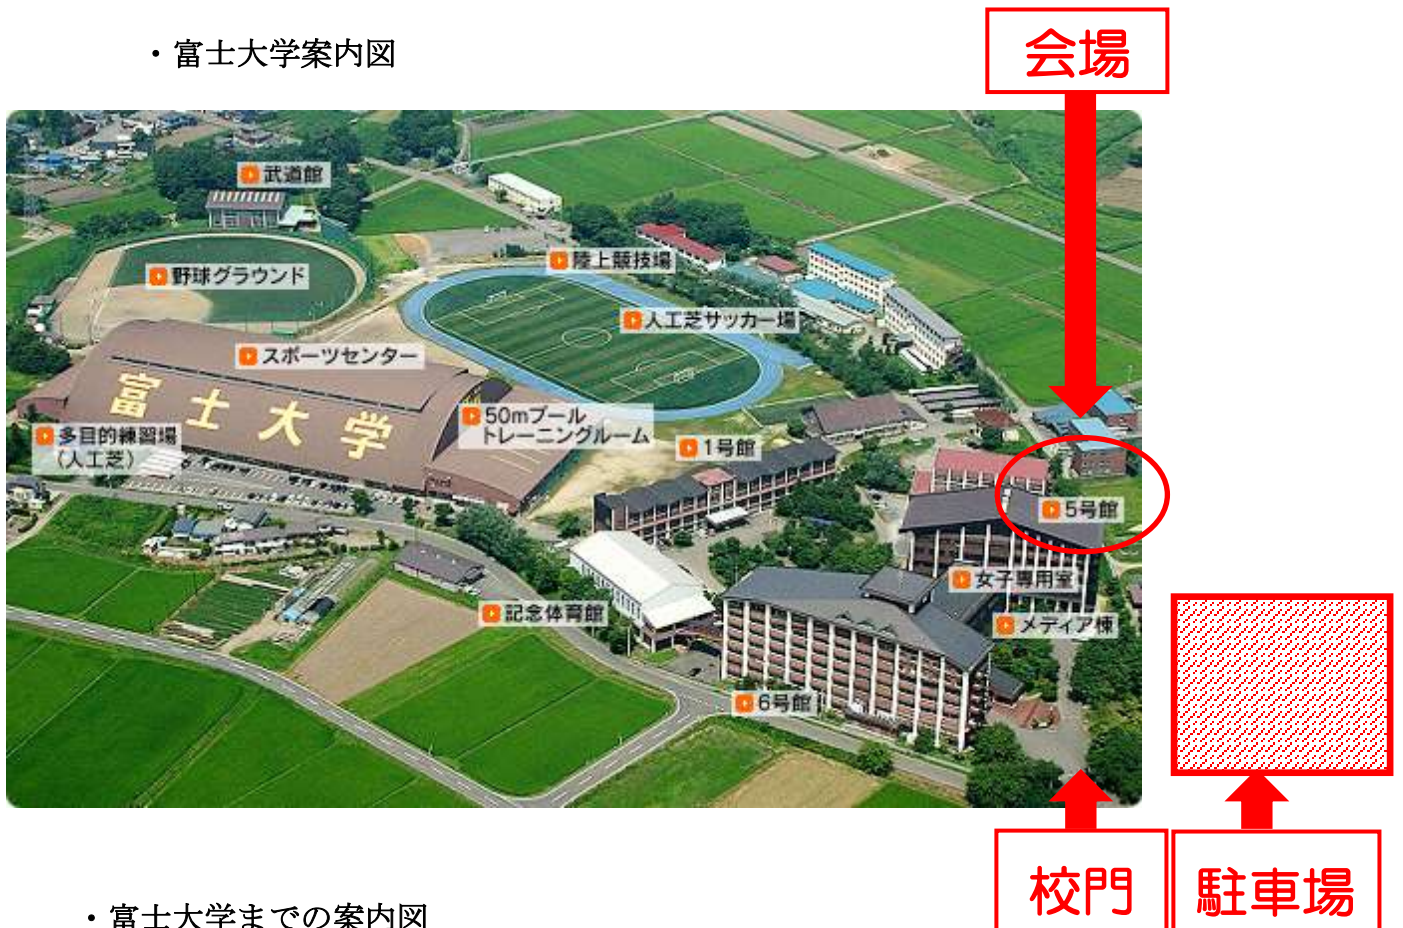 ・富士大学案内図
会場
武道館
野球グラウンド
陸上競技場
人工芝サッカー場
スポーツセンター
富士大学
50mプール
トレーニングルーム
多目的練習場
（人工芝）
1号館
5号館
女子専用室
記念体育館
メディア棟
6号館
校門
駐車場
・富士大学までの案内図